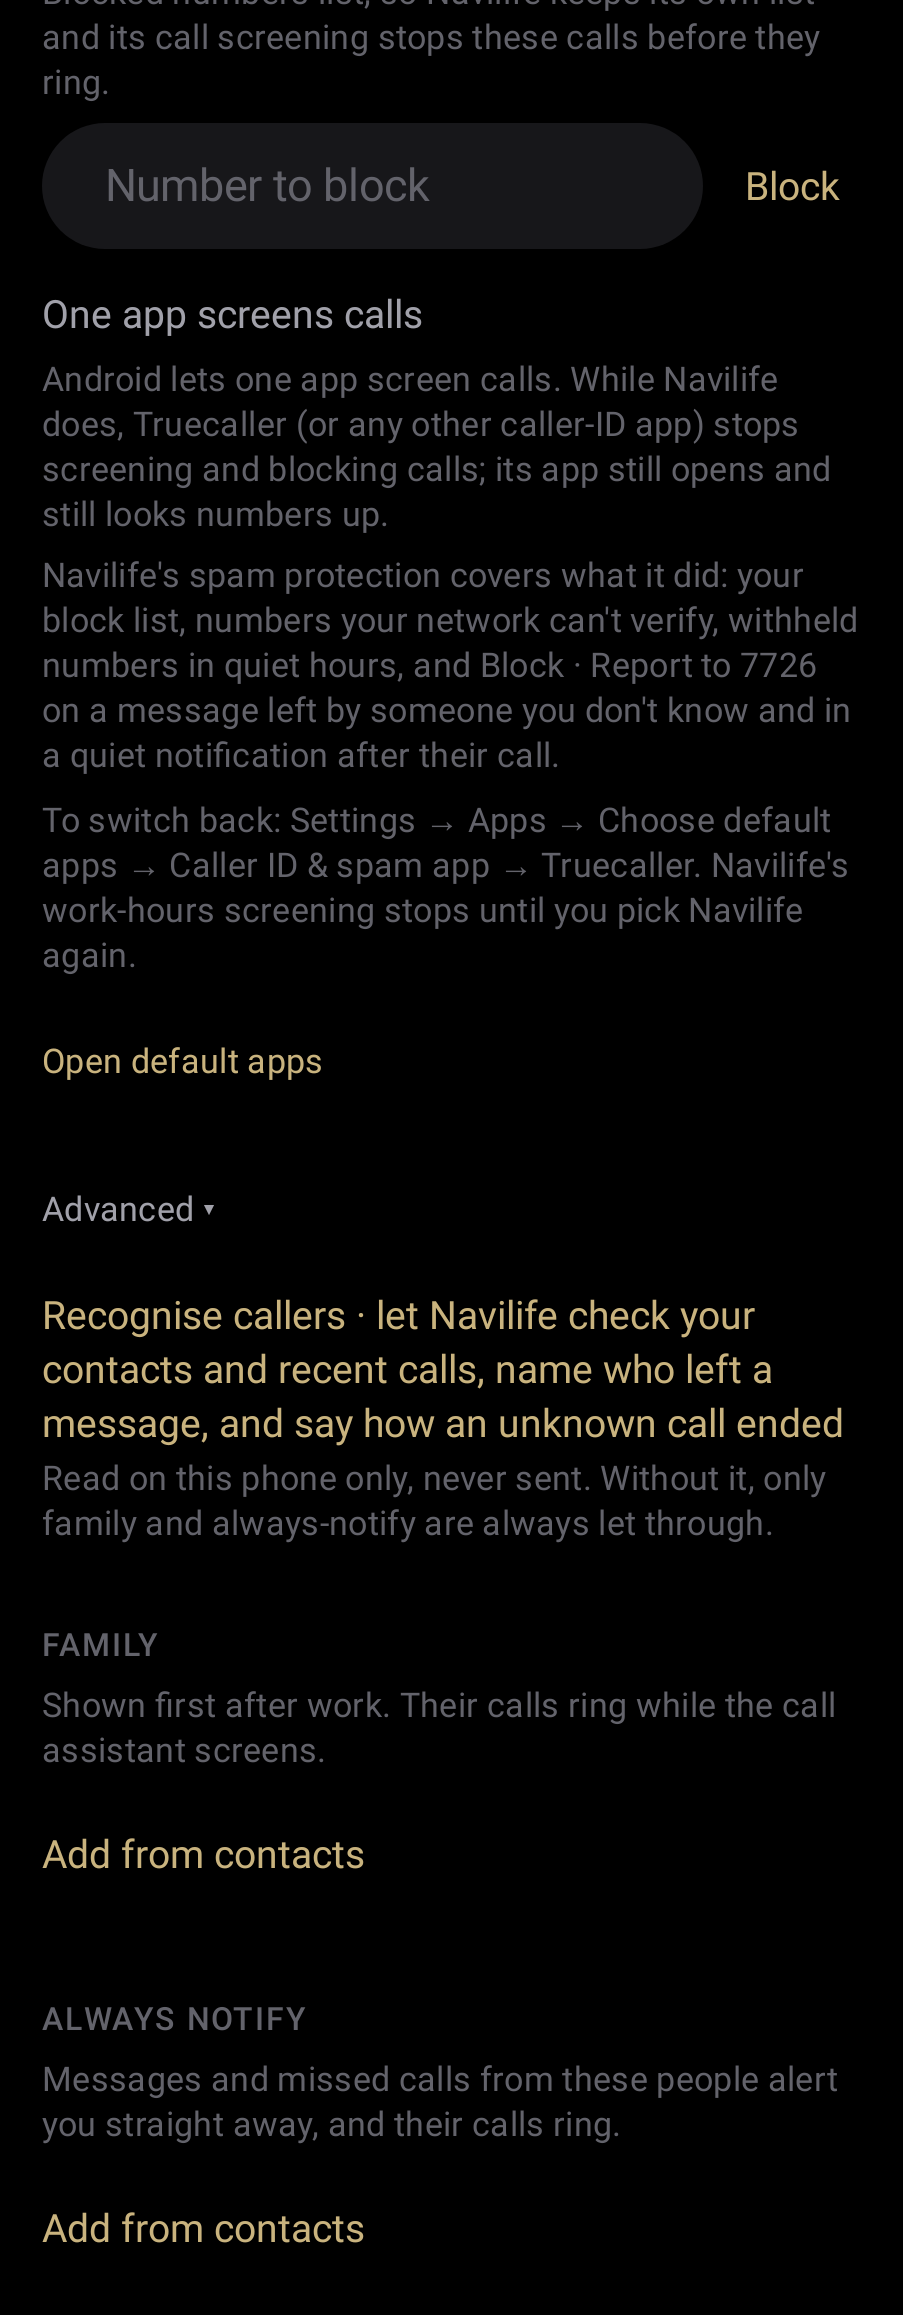 Blocked numbers list, so Navilife keeps its own list
and its call screening stops these calls before they
ring.
Number to block
Block
One app screens calls
Android lets one app screen calls. While Navilife
does, Truecaller (or any other caller-ID app) stops
screening and blocking calls; its app still opens and
still looks numbers up.
Navilife's spam protection covers what it did: your
block list, numbers your network can't verify, withheld
numbers in quiet hours, and Block · Report to 7726
on a message left by someone you don't know and in
a quiet notification after their call.
To switch back: Settings → Apps → Choose default
apps → Caller ID & spam app → Truecaller. Navilife's
work-hours screening stops until you pick Navilife
again.
Open default apps
Advanced ▾
Recognise callers · let Navilife check your
contacts and recent calls, name who left a
message, and say how an unknown call ended
Read on this phone only, never sent. Without it, only
family and always-notify are always let through.
FAMILY
Shown first after work. Their calls ring while the call
assistant screens.
Add from contacts
ALWAYS NOTIFY
Messages and missed calls from these people alert
you straight away, and their calls ring.
Add from contacts